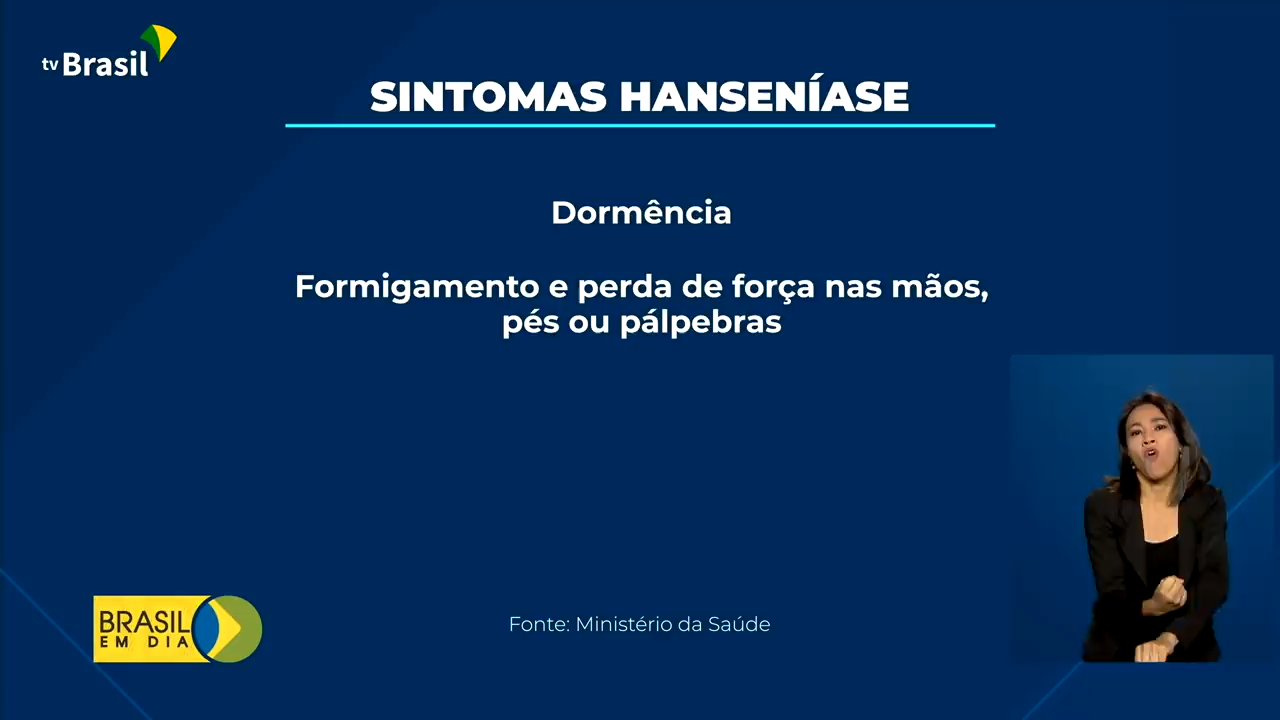 tv Brasil
SINTOMAS HANSENÍASE
Dormência
Formigamento e perda de força nas mãos,
pés ou pálpebras
BRASIL
EM DIA
Fonte: Ministério da Saúde